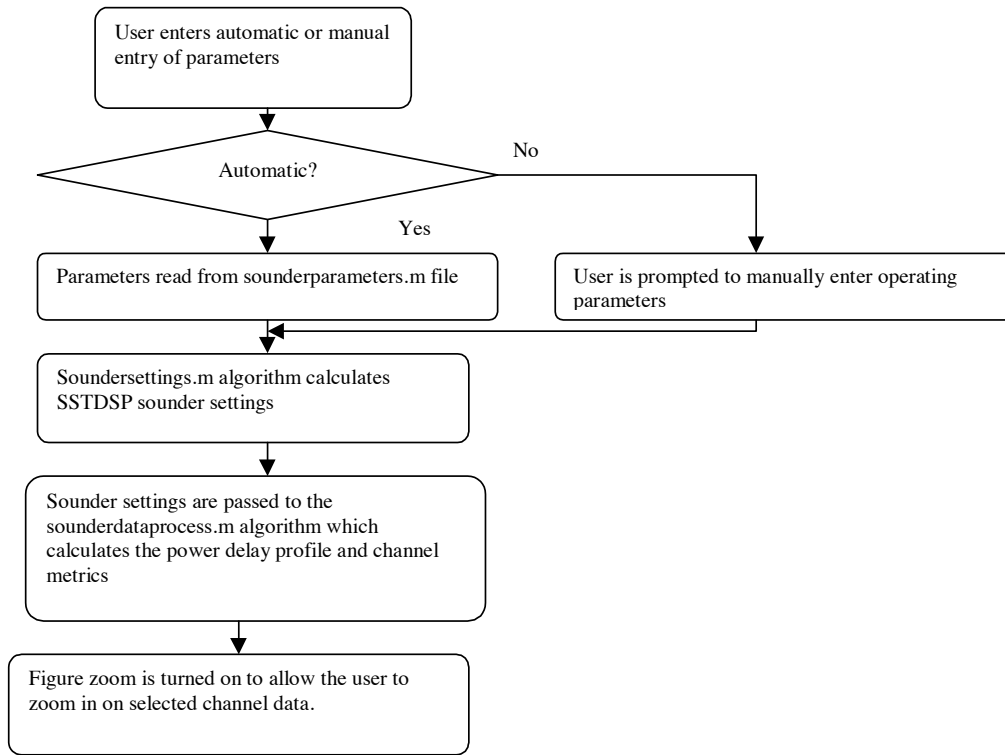 User enters automatic or manual
entry of parameters
Automatic?
No
Yes
Parameters read from sounderparameters.m file
User is prompted to manually enter operating
parameters
Soundersettings.m algorithm calculates
SSTDSP sounder settings
Sounder settings are passed to the
sounderdataprocess.m algorithm which
calculates the power delay profile and channel
metrics
Figure zoom is turned on to allow the user to
zoom in on selected channel data.